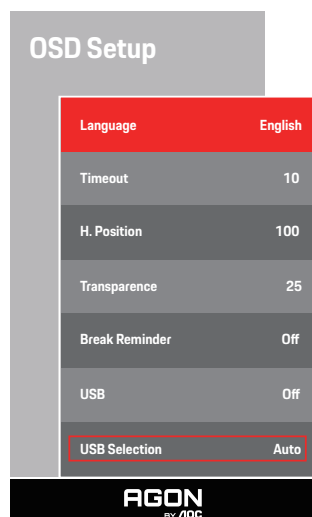 OSD Setup
Language English
Timeout 10
H. Position 100
Transparence 25
Break Reminder Off
USB Off
USB Selection Auto
AGON
BY AOC